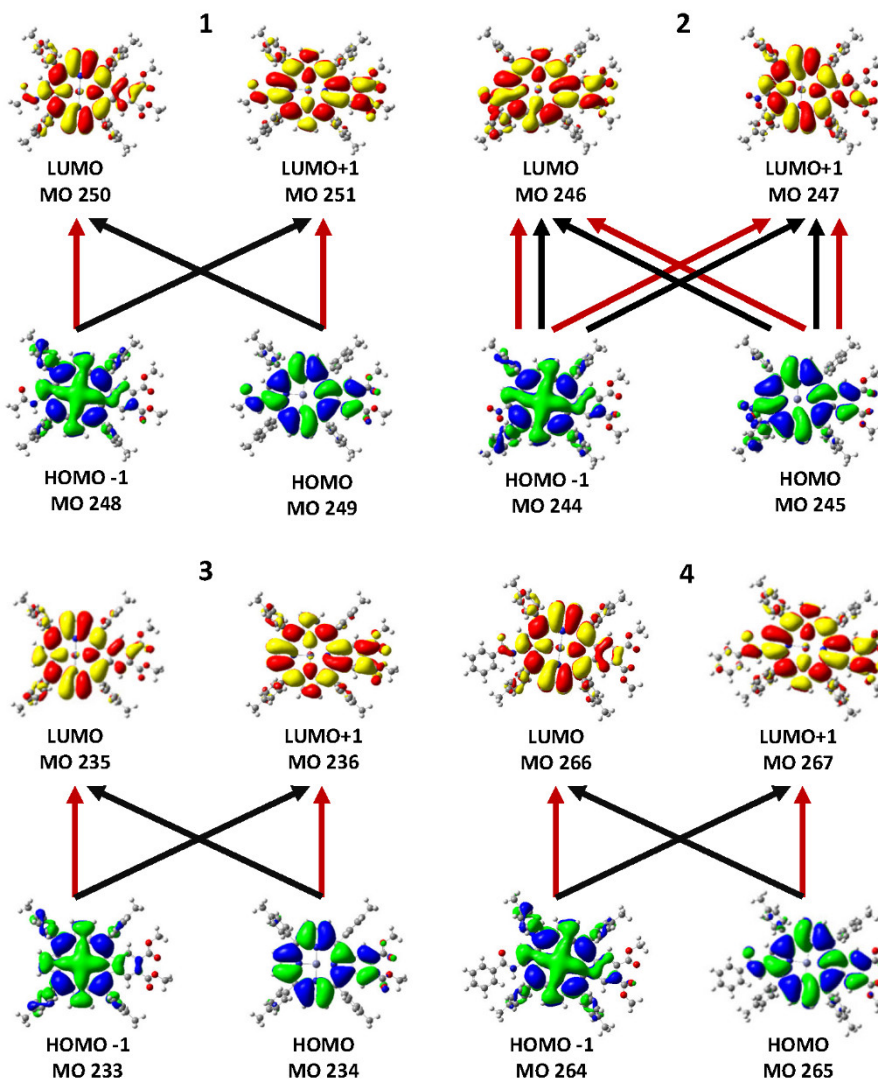 1
LUMO
MO 250
LUMO+1
MO 251
HOMO -1
MO 248
HOMO
MO 249
2
LUMO
MO 246
LUMO+1
MO 247
HOMO -1
MO 244
HOMO
MO 245
3
LUMO
MO 235
LUMO+1
MO 236
HOMO -1
MO 233
HOMO
MO 234
4
LUMO
MO 266
LUMO+1
MO 267
HOMO -1
MO 264
HOMO
MO 265